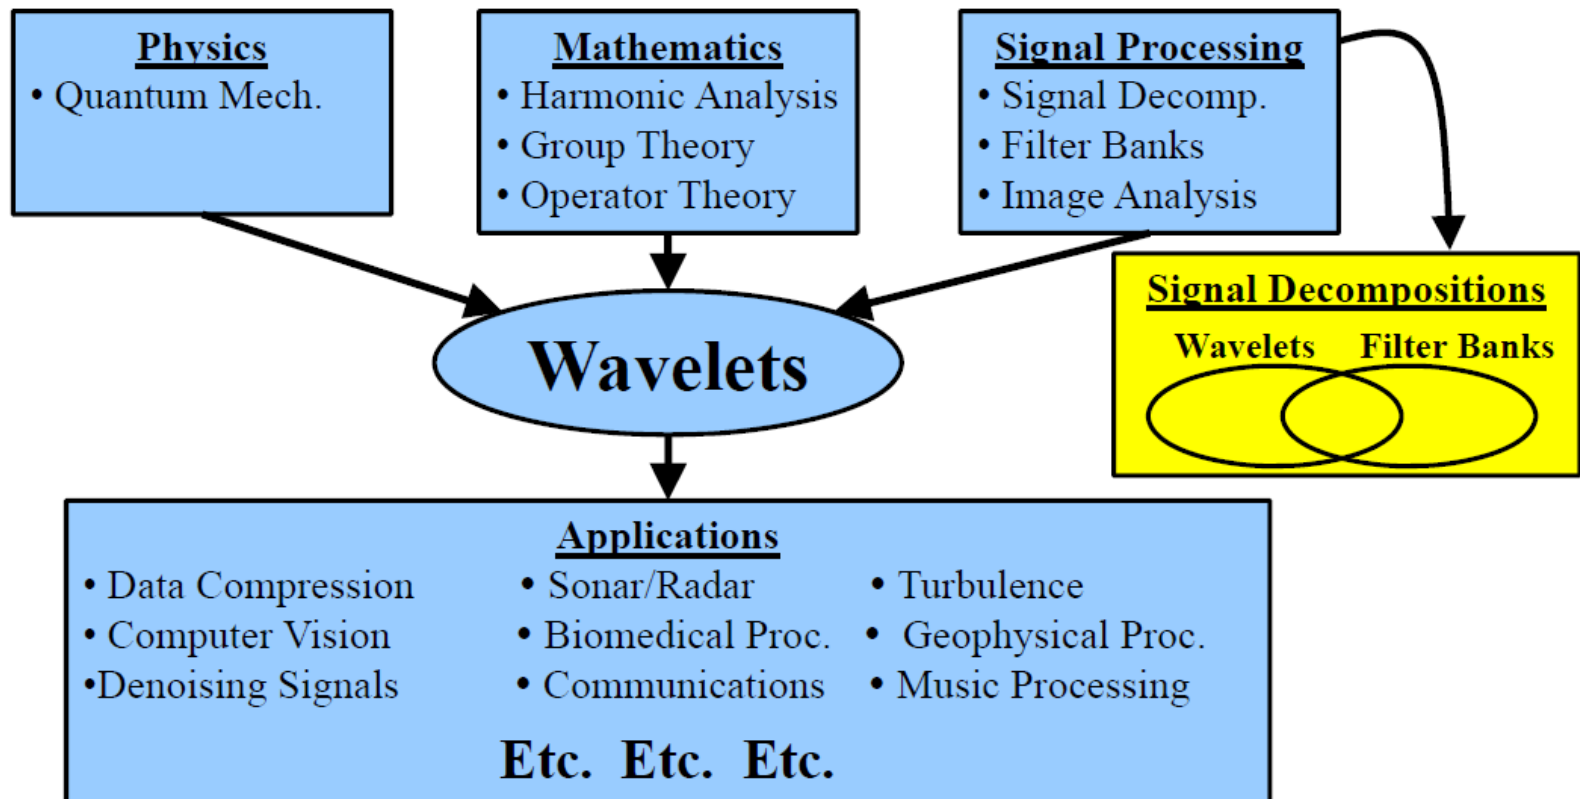 Physics
• Quantum Mech.
Mathematics
• Harmonic Analysis
• Group Theory
• Operator Theory
Signal Processing
• Signal Decomp.
• Filter Banks
• Image Analysis
Signal Decompositions
Wavelets Filter Banks
Wavelets
Applications
• Data Compression • Sonar/Radar • Turbulence
• Computer Vision • Biomedical Proc. • Geophysical Proc.
•Denoising Signals • Communications • Music Processing
Etc. Etc. Etc.